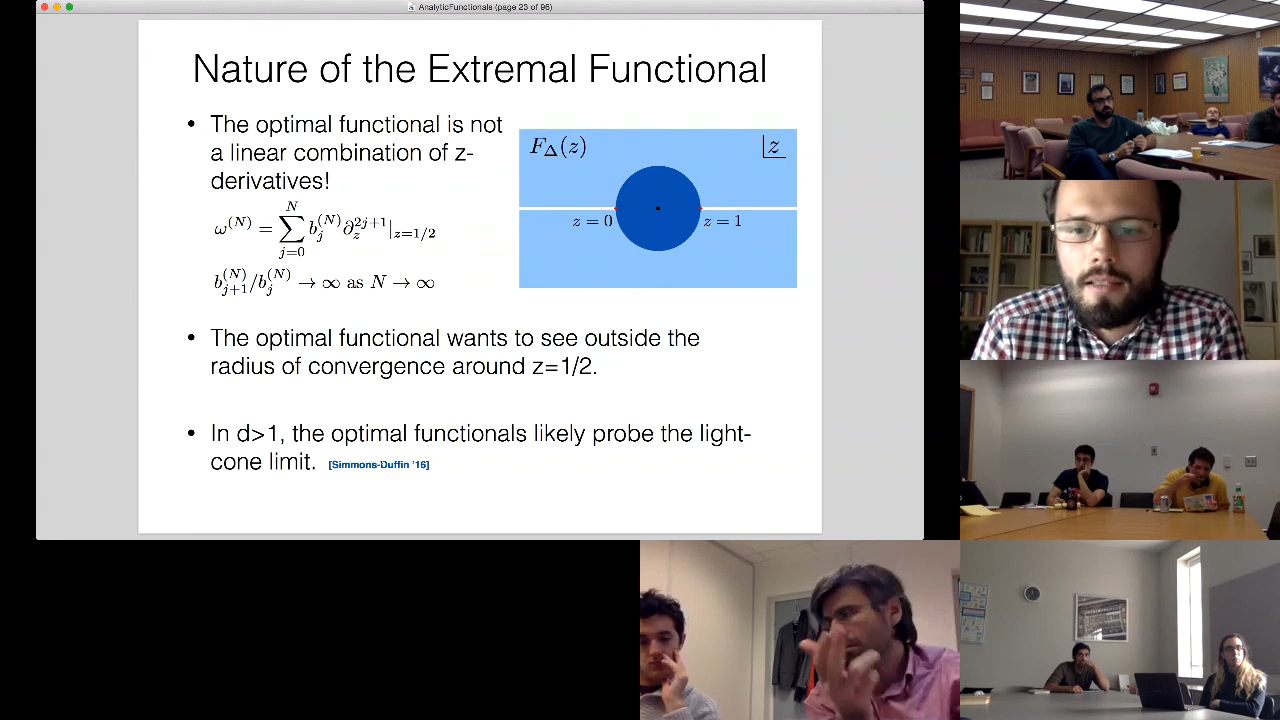 AnalyticFunctionals (page 23 of 96)
Nature of the Extremal Functional
• The optimal functional is not
a linear combination of z-
derivatives!
ω^{(N)} = \sum_{j=0}^{N} b_j^{(N)} ∂_z^{2j+1}|_{z=1/2}
b_{j+1}^{(N)}/b_j^{(N)} → ∞ as N → ∞
F_Δ(z)
z
z = 0
z = 1
• The optimal functional wants to see outside the
radius of convergence around z=1/2.
• In d>1, the optimal functionals likely probe the light-
cone limit. [Simmons-Duffin '16]